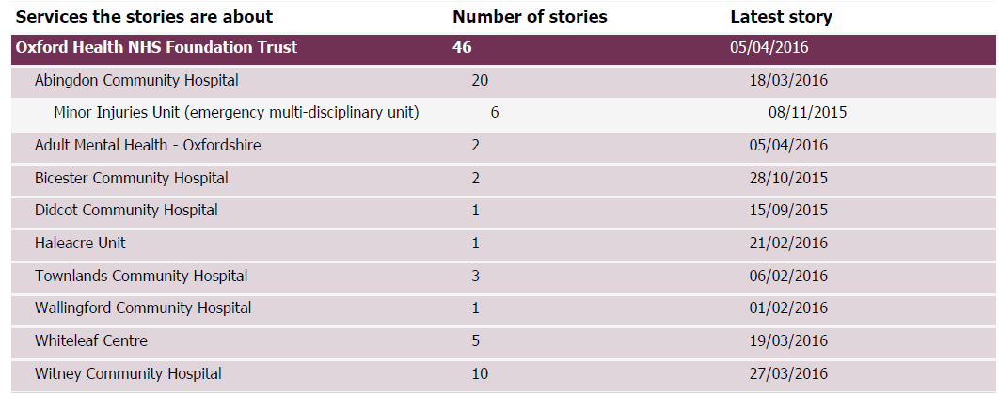 Services the stories are about Number of stories Latest story
Oxford Health NHS Foundation Trust 46 05/04/2016
Abingdon Community Hospital 20 18/03/2016
Minor Injuries Unit (emergency multi-disciplinary unit) 6 08/11/2015
Adult Mental Health - Oxfordshire 2 05/04/2016
Bicester Community Hospital 2 28/10/2015
Didcot Community Hospital 1 15/09/2015
Haleacre Unit 1 21/02/2016
Townlands Community Hospital 3 06/02/2016
Wallingford Community Hospital 1 01/02/2016
Whiteleaf Centre 5 19/03/2016
Witney Community Hospital 10 27/03/2016